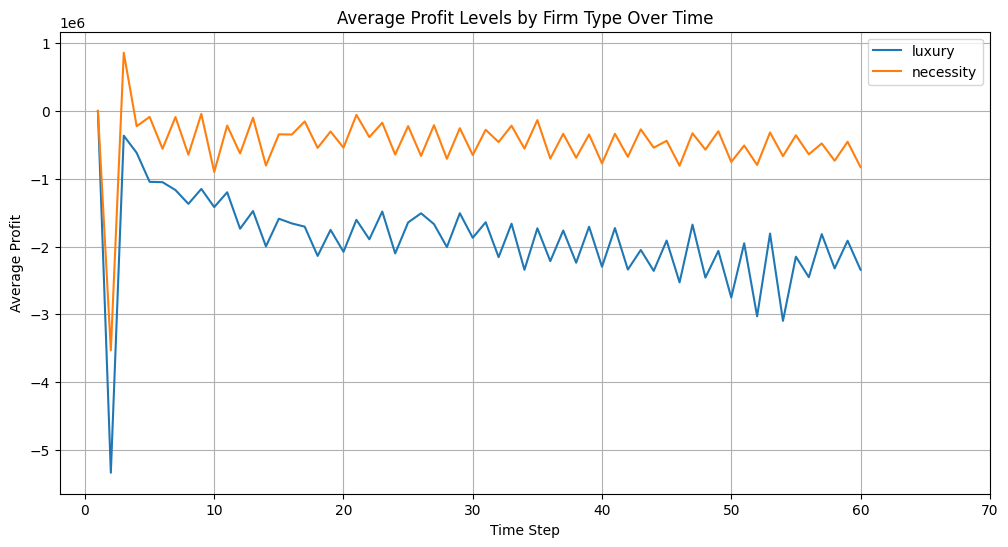 Average Profit Levels by Firm Type Over Time
1e6
luxury
necessity
1
0
−1
−2
−3
−4
−5
Average Profit
0 10 20 30 40 50 60 70
Time Step